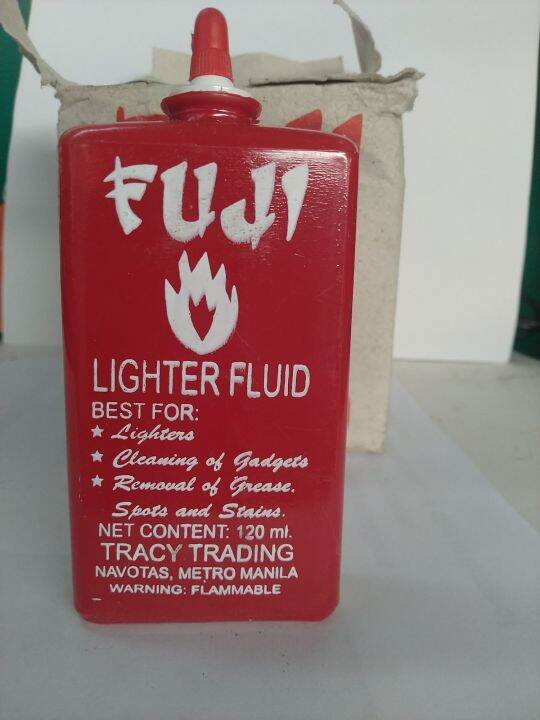 FUJI
LIGHTER FLUID
BEST FOR:
★ Lighters
★ Cleaning of Gadgets
★ Removal of Grease.
Spots and Stains.
NET CONTENT: 120 ml.
TRACY TRADING
NAVOTAS, METRO MANILA
WARNING: FLAMMABLE